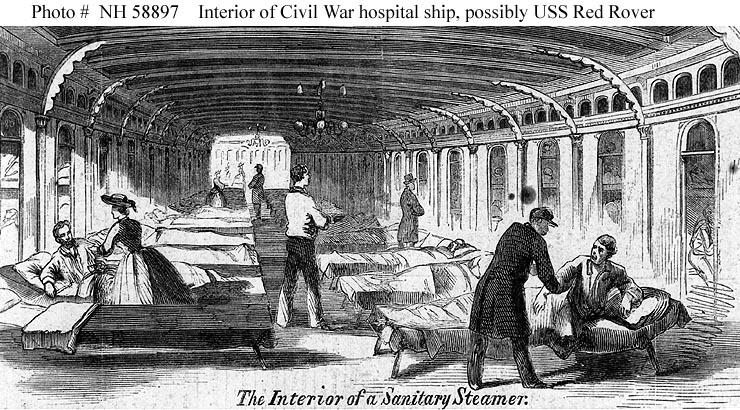 Photo #  NH 58897    Interior of Civil War hospital ship, possibly USS Red Rover
The Interior of a Sanitary Steamer.